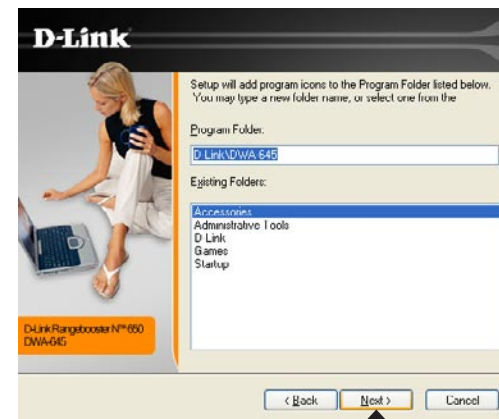 D-Link
Setup will add program icons to the Program Folder listed below.
You may type a new folder name, or select one from the
Program Folder:
D-Link\DWA-645
Existing Folders:
Accessories
Administrative Tools
D-Link
Games
Startup
D-Link Rangebooster N™ 650
DWA-645
< Back
Next >
Cancel